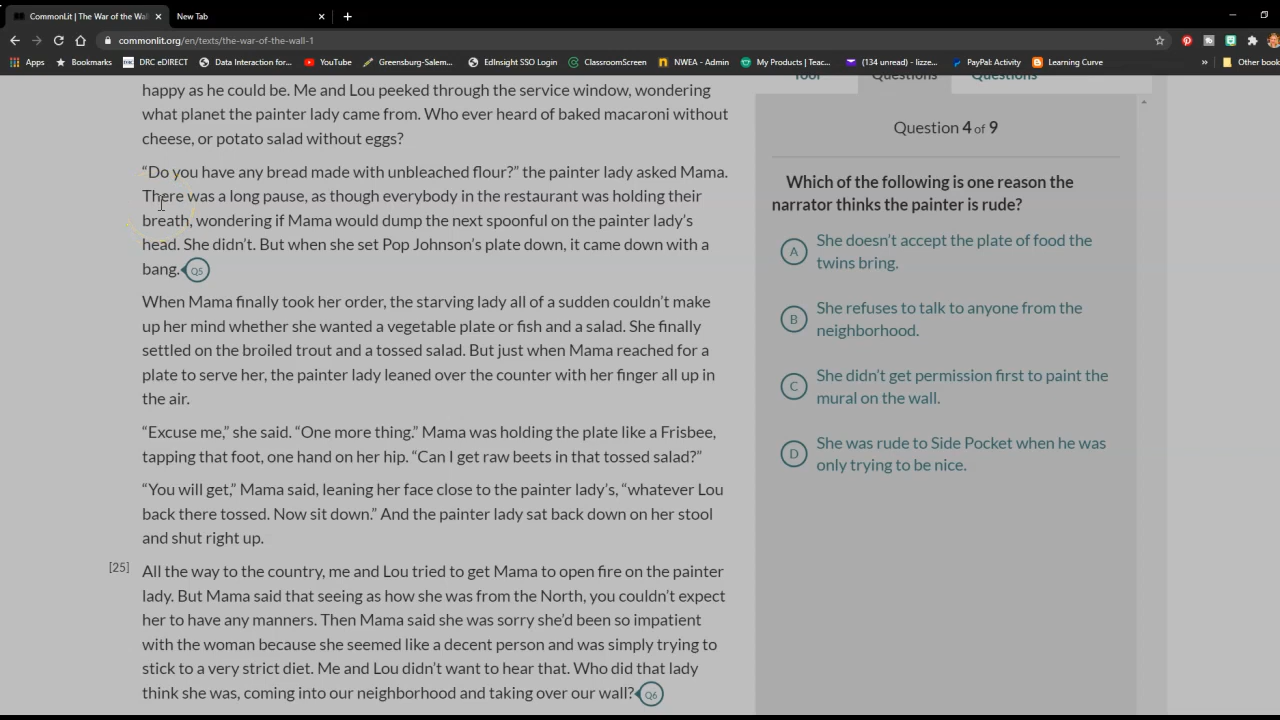 CommonLit | The War of the Wal
New Tab
commonlit.org/en/texts/the-war-of-the-wall-1
Apps
Bookmarks
DRC eDIRECT
Data Interaction for...
YouTube
Greensburg-Salem...
EdInsight SSO Login
ClassroomScreen
NWEA - Admin
My Products | Teac...
(134 unread) - lizze...
PayPal: Activity
Learning Curve
»
Other book
happy as he could be. Me and Lou peeked through the service window, wondering
what planet the painter lady came from. Who ever heard of baked macaroni without
cheese, or potato salad without eggs?
“Do you have any bread made with unbleached flour?” the painter lady asked Mama.
There was a long pause, as though everybody in the restaurant was holding their
breath, wondering if Mama would dump the next spoonful on the painter lady’s
head. She didn’t. But when she set Pop Johnson’s plate down, it came down with a
bang. Q5
When Mama finally took her order, the starving lady all of a sudden couldn’t make
up her mind whether she wanted a vegetable plate or fish and a salad. She finally
settled on the broiled trout and a tossed salad. But just when Mama reached for a
plate to serve her, the painter lady leaned over the counter with her finger all up in
the air.
“Excuse me,” she said. “One more thing.” Mama was holding the plate like a Frisbee,
tapping that foot, one hand on her hip. “Can I get raw beets in that tossed salad?”
“You will get,” Mama said, leaning her face close to the painter lady’s, “whatever Lou
back there tossed. Now sit down.” And the painter lady sat back down on her stool
and shut right up.
[25] All the way to the country, me and Lou tried to get Mama to open fire on the painter
lady. But Mama said that seeing as how she was from the North, you couldn’t expect
her to have any manners. Then Mama said she was sorry she’d been so impatient
with the woman because she seemed like a decent person and was simply trying to
stick to a very strict diet. Me and Lou didn’t want to hear that. Who did that lady
think she was, coming into our neighborhood and taking over our wall? Q6
Tool
Questions
Questions
Question 4 of 9
Which of the following is one reason the
narrator thinks the painter is rude?
A She doesn’t accept the plate of food the
twins bring.
B She refuses to talk to anyone from the
neighborhood.
C She didn’t get permission first to paint the
mural on the wall.
D She was rude to Side Pocket when he was
only trying to be nice.